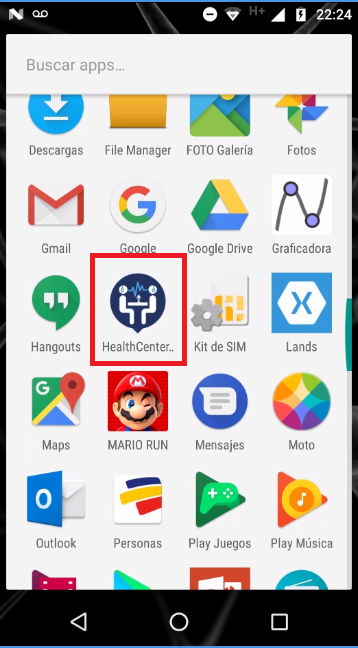 H+ 22:24
Buscar apps...
Descargas File Manager FOTO Galería Fotos
Gmail Google Google Drive Graficadora
Hangouts HealthCenter.. Kit de SIM Lands
Maps MARIO RUN Mensajes Moto
Outlook Personas Play Juegos Play Música